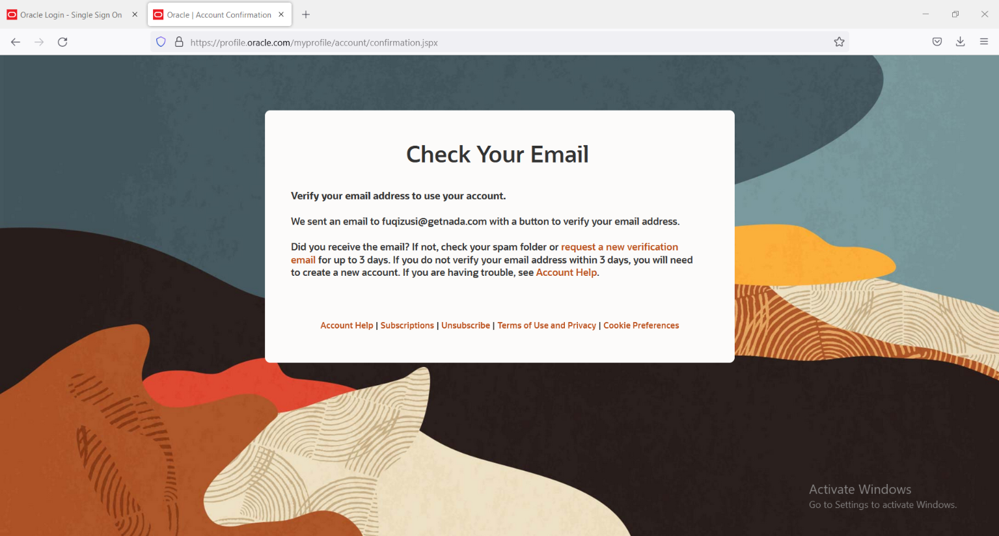 Oracle Login - Single Sign On
Oracle | Account Confirmation
https://profile.oracle.com/myprofile/account/confirmation.jspx
Check Your Email
Verify your email address to use your account.
We sent an email to fuqizusi@getnada.com with a button to verify your email address.
Did you receive the email? If not, check your spam folder or request a new verification
email for up to 3 days. If you do not verify your email address within 3 days, you will need
to create a new account. If you are having trouble, see Account Help.
Account Help | Subscriptions | Unsubscribe | Terms of Use and Privacy | Cookie Preferences
Activate Windows
Go to Settings to activate Windows.